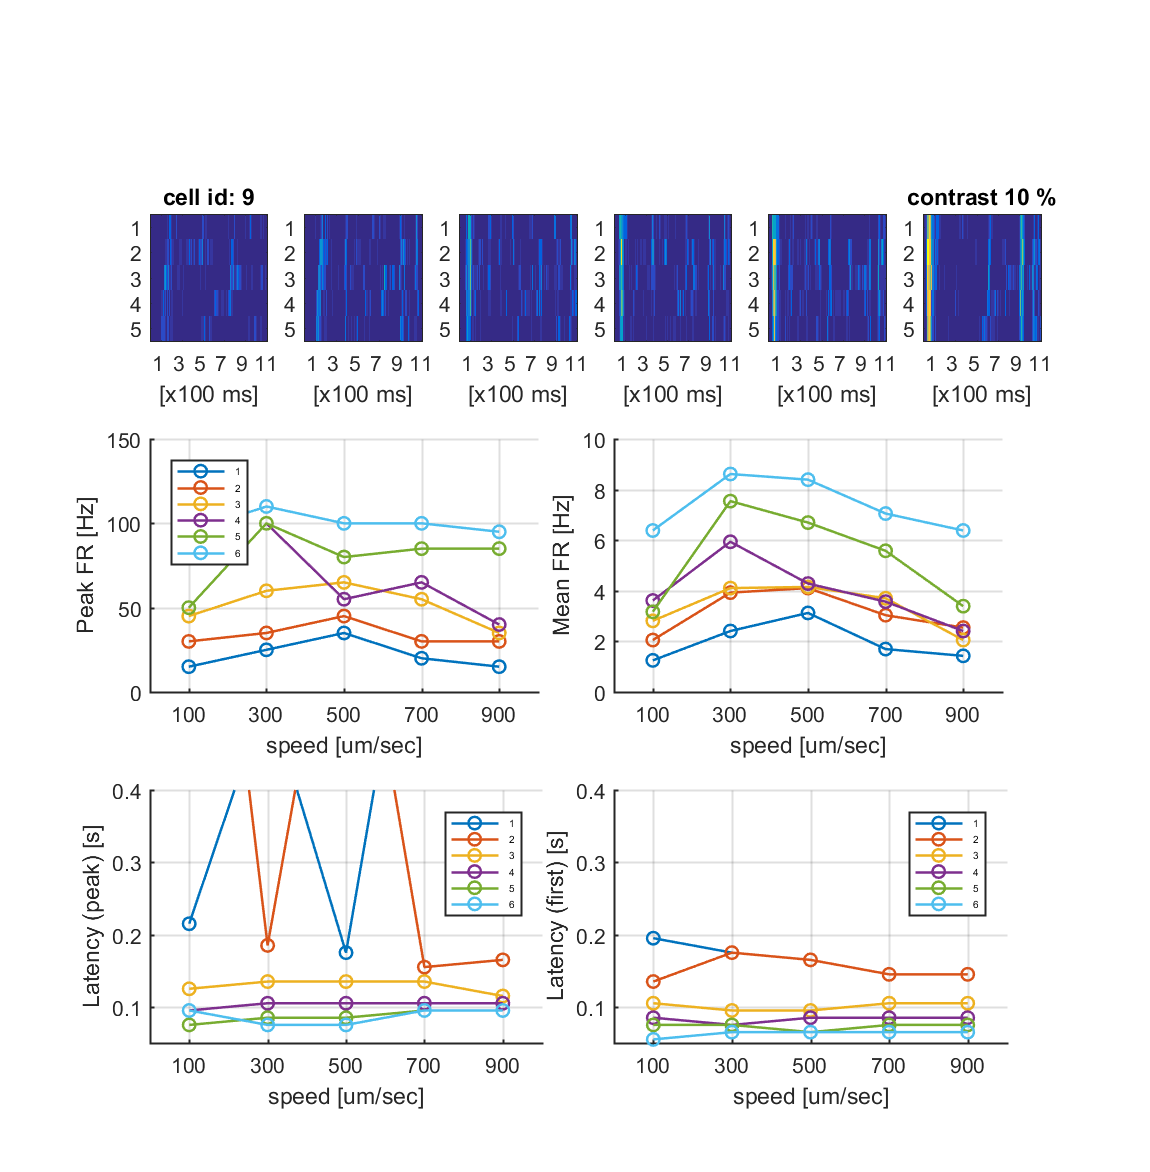 cell id: 9
contrast 10 %
1 1 1 1 1 1
2 2 2 2 2 2
3 3 3 3 3 3
4 4 4 4 4 4
5 5 5 5 5 5
1 3 5 7 9 11 1 3 5 7 9 11 1 3 5 7 9 11 1 3 5 7 9 11 1 3 5 7 9 11 1 3 5 7 9 11
[x100 ms] [x100 ms] [x100 ms] [x100 ms] [x100 ms] [x100 ms]
Peak FR [Hz]
150
100
50
0
1
2
3
4
5
6
100 300 500 700 900
speed [um/sec]
Mean FR [Hz]
10
8
6
4
2
0
100 300 500 700 900
speed [um/sec]
Latency (peak) [s]
0.4
0.3
0.2
0.1
1
2
3
4
5
6
100 300 500 700 900
speed [um/sec]
Latency (first) [s]
0.4
0.3
0.2
0.1
1
2
3
4
5
6
100 300 500 700 900
speed [um/sec]